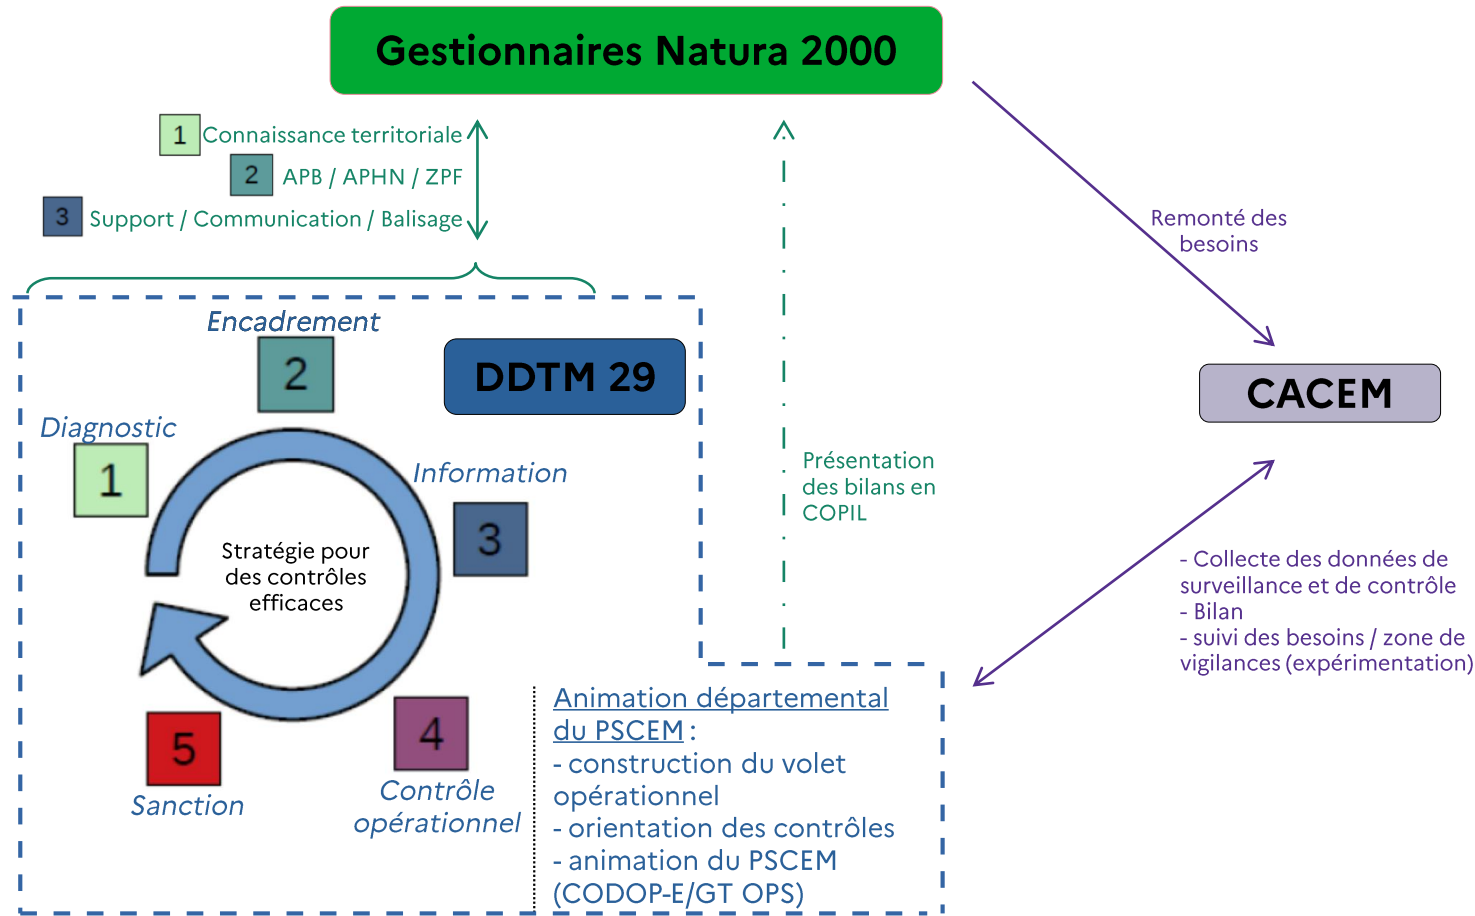 Gestionnaires Natura 2000
1 Connaissance territoriale
2 APB / APHN / ZPF
3 Support / Communication / Balisage
Remonté des
besoins
Encadrement
2
DDTM 29
CACEM
Diagnostic
1
Information
3
Stratégie pour
des contrôles
efficaces
Présentation
des bilans en
COPIL
- Collecte des données de
surveillance et de contrôle
- Bilan
- suivi des besoins / zone de
vigilances (expérimentation)
5
Sanction
4
Contrôle
opérationnel
Animation départemental
du PSCEM :
- construction du volet
opérationnel
- orientation des contrôles
- animation du PSCEM
(CODOP-E/GT OPS)